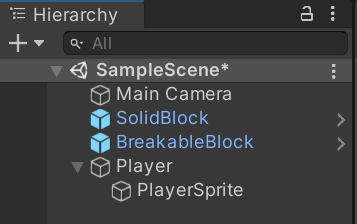 Hierarchy
All
SampleScene*
Main Camera
SolidBlock
BreakableBlock
Player
PlayerSprite